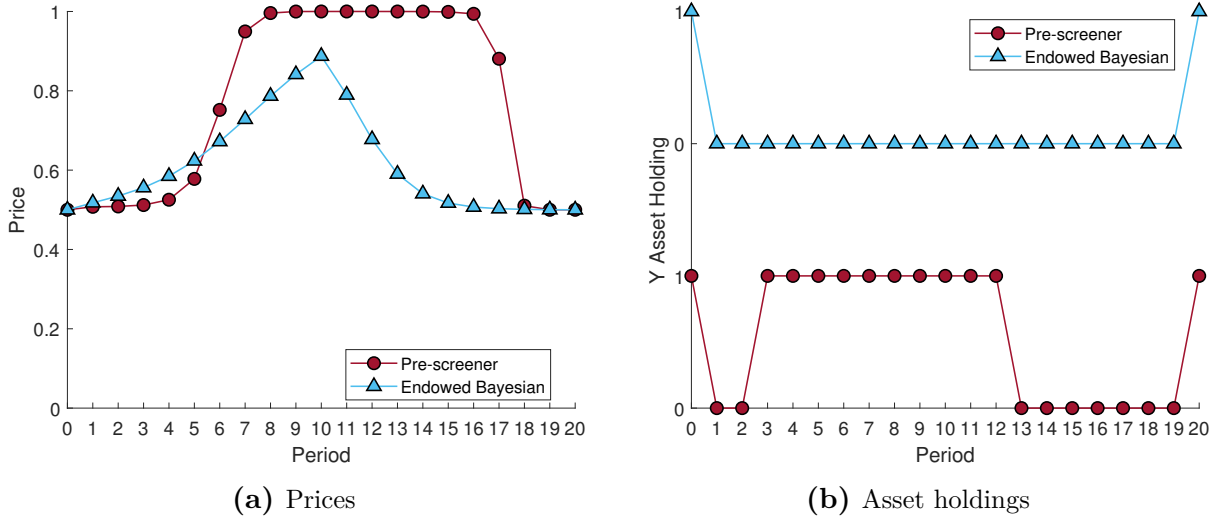 1
0.8
0.6
0.4
0.2
0
Price
Pre-screener
Endowed Bayesian
0 1 2 3 4 5 6 7 8 9 10 11 12 13 14 15 16 17 18 19 20
Period
(a) Prices
1
0
1
0
Y Asset Holding
Pre-screener
Endowed Bayesian
0 1 2 3 4 5 6 7 8 9 10 11 12 13 14 15 16 17 18 19 20
Period
(b) Asset holdings